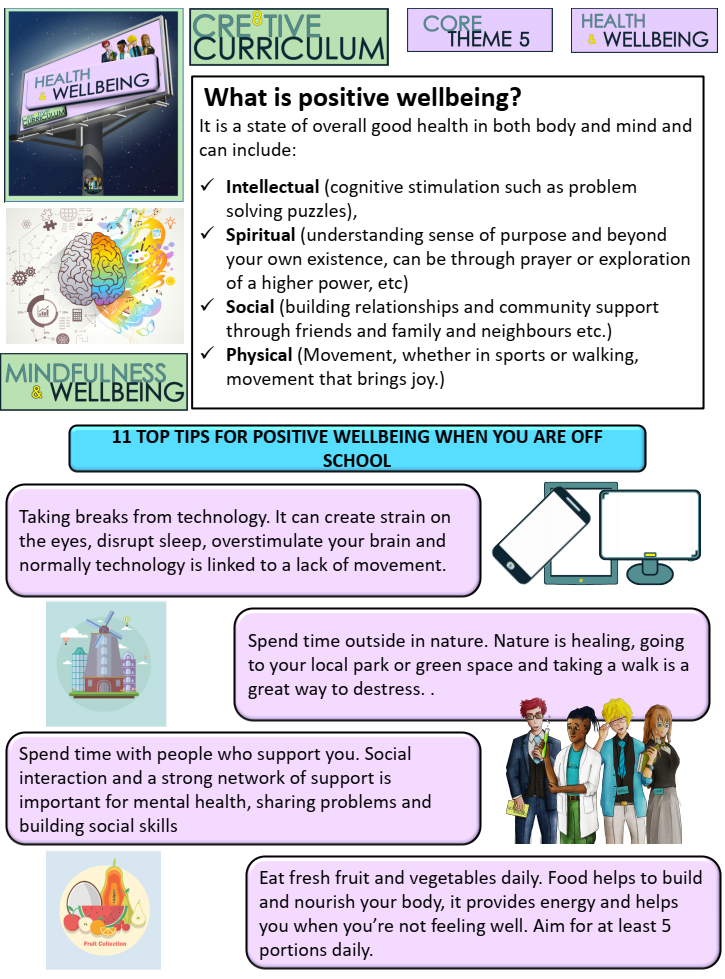 CRE8TIVE
CURRICULUM
CORE
THEME 5
HEALTH
& WELLBEING
HEALTH
& WELLBEING
CURRICULUM
What is positive wellbeing?
It is a state of overall good health in both body and mind and
can include:
✓ Intellectual (cognitive stimulation such as problem
solving puzzles),
✓ Spiritual (understanding sense of purpose and beyond
your own existence, can be through prayer or exploration
of a higher power, etc)
✓ Social (building relationships and community support
through friends and family and neighbours etc.)
✓ Physical (Movement, whether in sports or walking,
movement that brings joy.)
MINDFULNESS
& WELLBEING
11 TOP TIPS FOR POSITIVE WELLBEING WHEN YOU ARE OFF
SCHOOL
Taking breaks from technology. It can create strain on
the eyes, disrupt sleep, overstimulate your brain and
normally technology is linked to a lack of movement.
Spend time outside in nature. Nature is healing, going
to your local park or green space and taking a walk is a
great way to destress. .
Spend time with people who support you. Social
interaction and a strong network of support is
important for mental health, sharing problems and
building social skills
Eat fresh fruit and vegetables daily. Food helps to build
and nourish your body, it provides energy and helps
you when you're not feeling well. Aim for at least 5
portions daily.
Fruit Collection